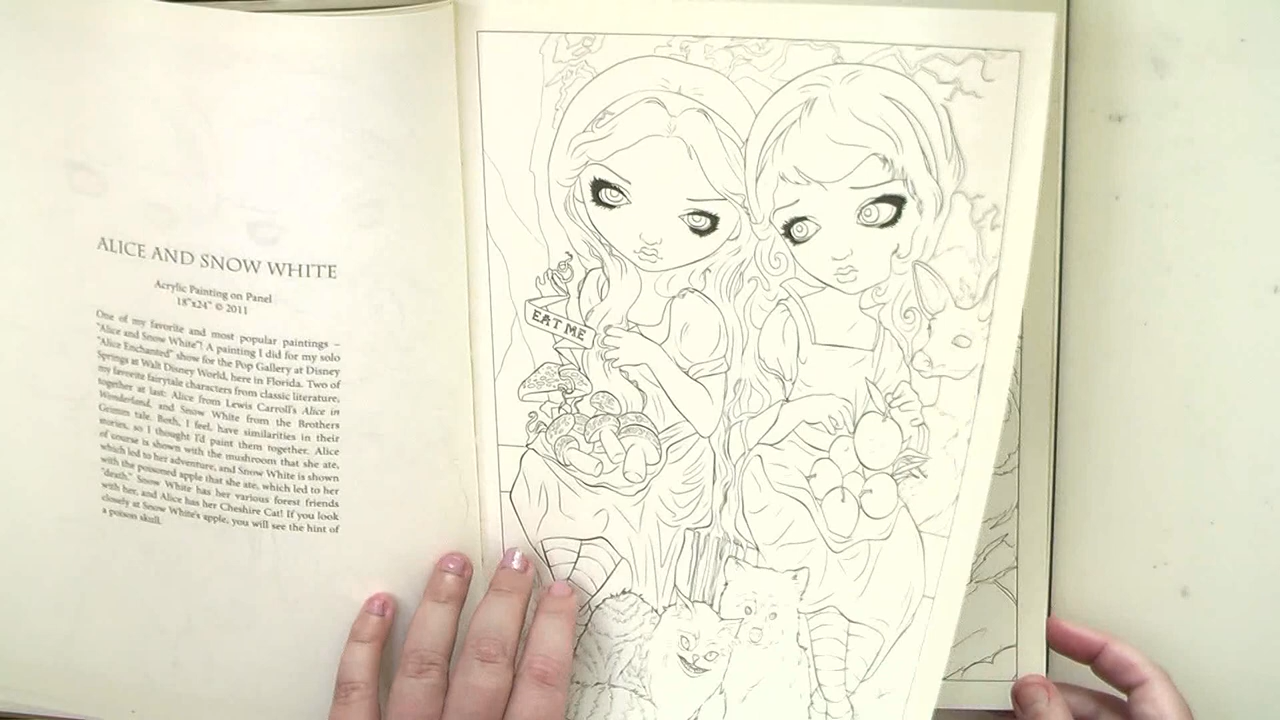 ALICE AND SNOW WHITE
Acrylic Painting on Panel
18"x24" © 2011
One of my favorite and most popular paintings –
"Alice and Snow White"! A painting I did for my solo
"Alice Enchanted" show for the Pop Gallery at Disney
Springs at Walt Disney World, here in Florida. Two of
my favorite fairytale characters from classic literature,
together at last: Alice from Lewis Carroll's Alice in
Wonderland, and Snow White from the Brothers
Grimm tale. Both, I feel, have similarities in their
stories, so I thought I'd paint them together. Alice
of course is shown with the mushroom that she ate,
which led to her adventure, and Snow White is shown
with the poisoned apple that she ate, which led to her
"death." Snow White has her various forest friends
with her, and Alice has her Cheshire Cat! If you look
closely at Snow White's apple, you will see the hint of
a poison skull.
EAT ME